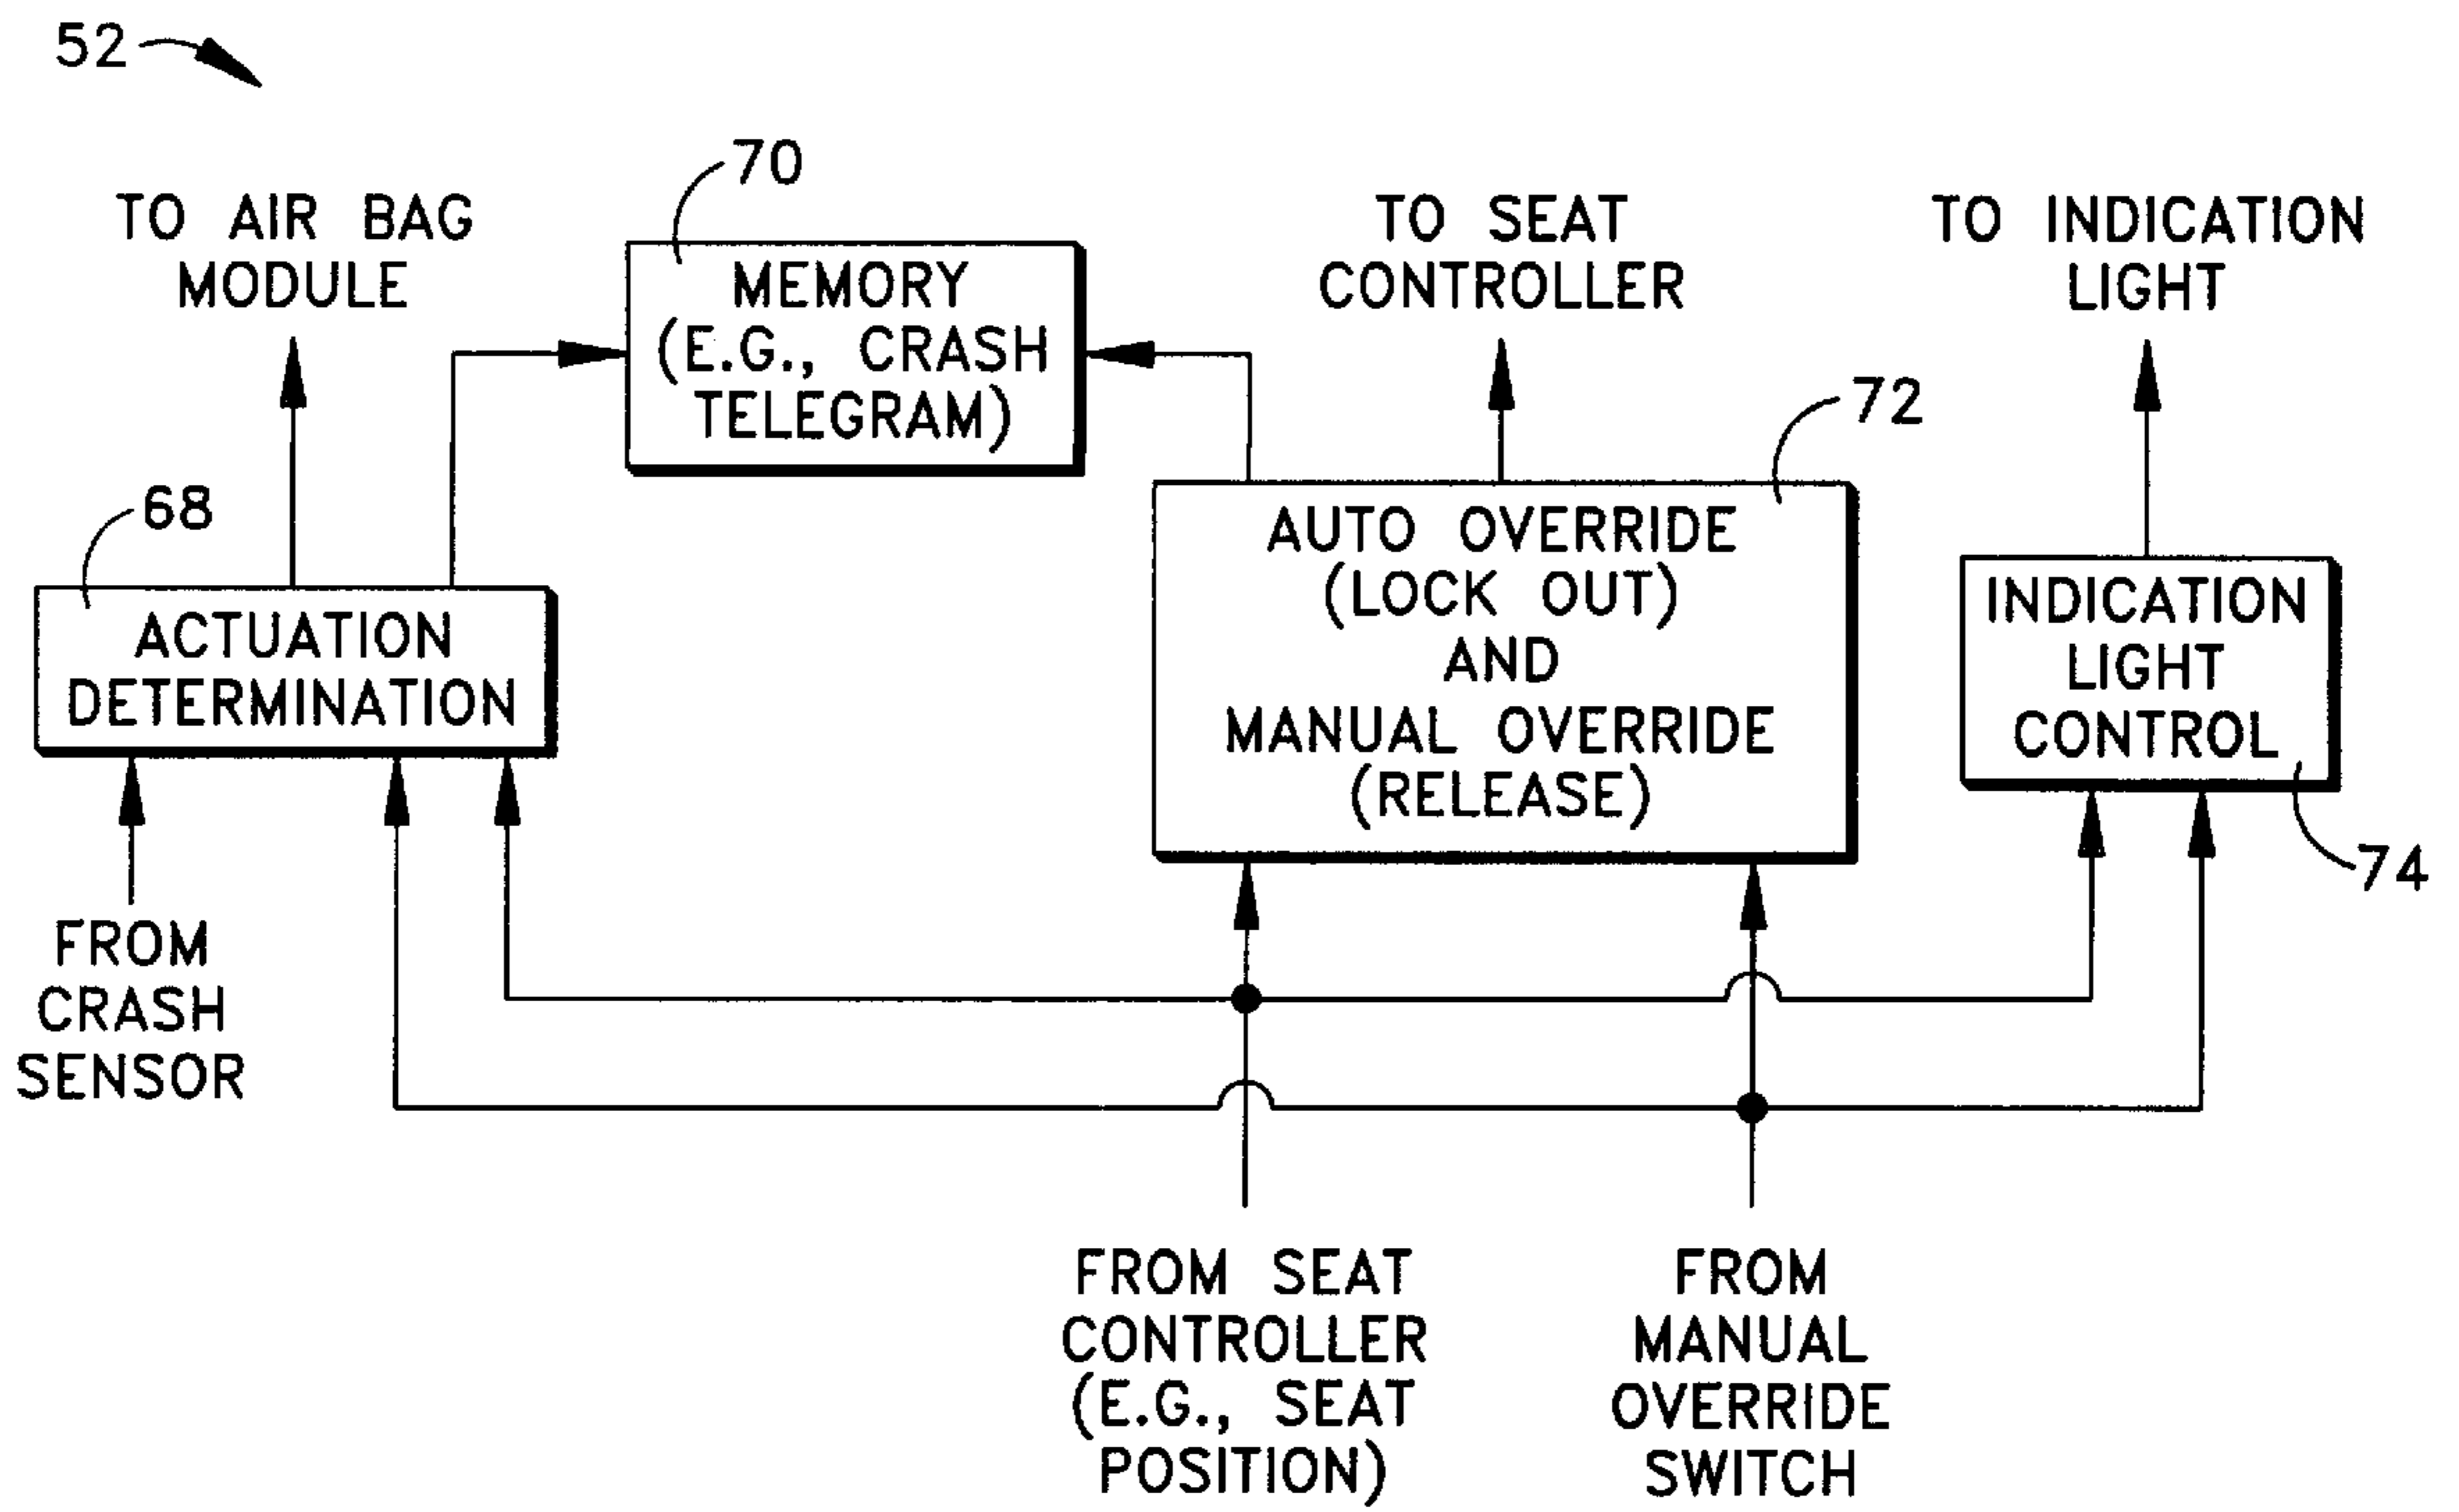 52
70
TO AIR BAG
MODULE
MEMORY
(E.G., CRASH
TELEGRAM)
TO SEAT
CONTROLLER
TO INDICATION
LIGHT
72
68
ACTUATION
DETERMINATION
AUTO OVERRIDE
(LOCK OUT)
AND
MANUAL OVERRIDE
(RELEASE)
INDICATION
LIGHT
CONTROL
74
FROM
CRASH
SENSOR
FROM SEAT
CONTROLLER
(E.G., SEAT
POSITION)
FROM
MANUAL
OVERRIDE
SWITCH